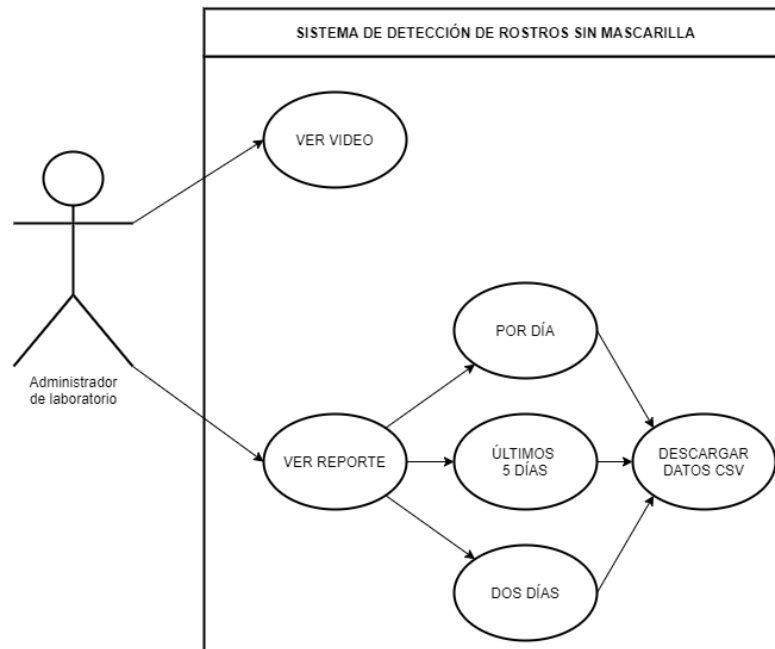 SISTEMA DE DETECCIÓN DE ROSTROS SIN MASCARILLA
VER VIDEO
Administrador
de laboratorio
VER REPORTE
POR DÍA
ÚLTIMOS
5 DÍAS
DOS DÍAS
DESCARGAR
DATOS CSV